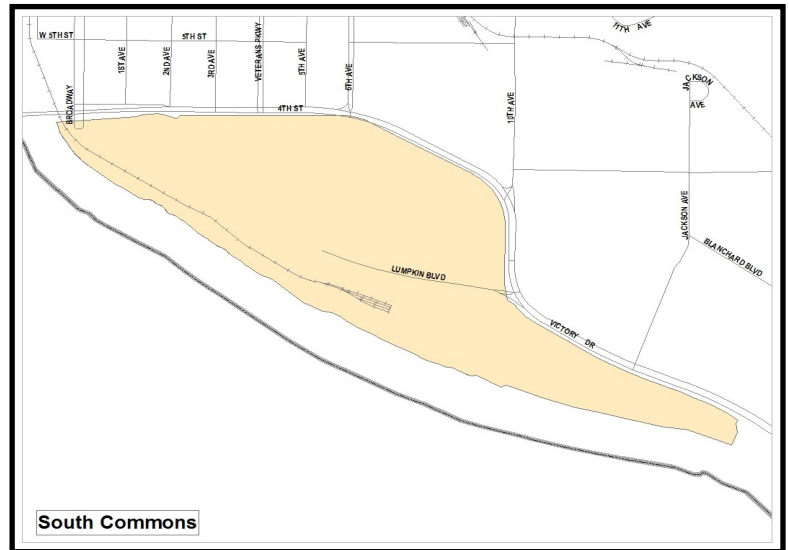 W 5TH ST
5TH ST
11TH AVE
BROADWAY
1ST AVE
2ND AVE
3RD AVE
VETERANS PKWY
5TH AVE
6TH AVE
10TH AVE
JACKSON
AVE
4TH ST
JACKSON AVE
BLANCHARD BLVD
LUMPKIN BLVD
VICTORY DR
South Commons